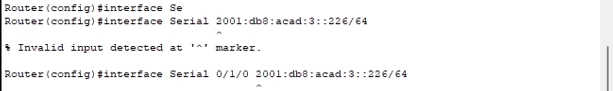 Router(config)#interface Se
Router(config)#interface Serial 2001:db8:acad:3::226/64
^
% Invalid input detected at '^' marker.
Router(config)#interface Serial 0/1/0 2001:db8:acad:3::226/64
^